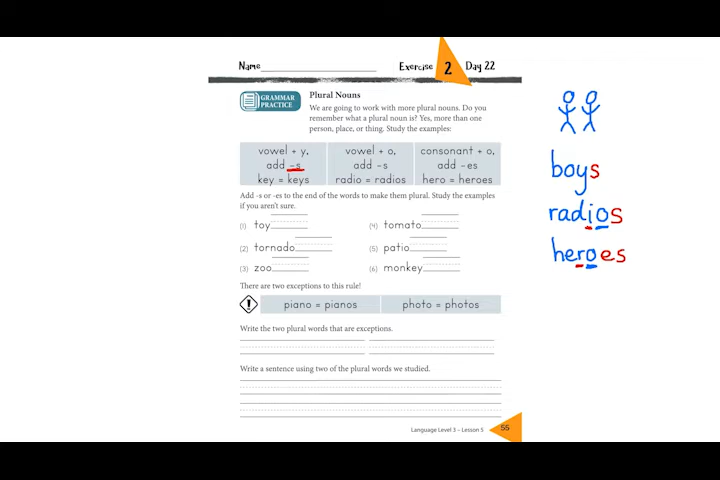 Name
Exercise 2 Day 22
GRAMMAR
PRACTICE
Plural Nouns
We are going to work with more plural nouns. Do you
remember what a plural noun is? Yes, more than one
person, place, or thing. Study the examples:
vowel + y,
add -s
key = keys
vowel + o,
add -s
radio = radios
consonant + o,
add -es
hero = heroes
Add -s or -es to the end of the words to make them plural. Study the examples
if you aren't sure.
(1) toy
(2) tornado
(3) zoo
(4) tomato
(5) patio
(6) monkey
There are two exceptions to this rule!
! piano = pianos photo = photos
Write the two plural words that are exceptions.
Write a sentence using two of the plural words we studied.
Language Level 3 – Lesson 5 55
boys
radios
heroes